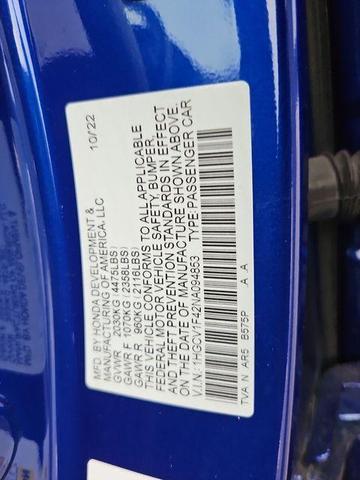 MFD. BY HONDA DEVELOPMENT & 10/22
MANUFACTURING OF AMERICA, LLC
GVWR 2030KG (4475LBS)
GAWR F 1070KG (2358LBS)
GAWR R 960KG (2116LBS)
THIS VEHICLE CONFORMS TO ALL APPLICABLE
FEDERAL MOTOR VEHICLE SAFETY, BUMPER,
AND THEFT PREVENTION STANDARDS IN EFFECT
ON THE DATE OF MANUFACTURE SHOWN ABOVE.
V.I.N.: 1HGCV1F42NA094853 TYPE:PASSENGER CAR
TVA N AR5 B575P A .A